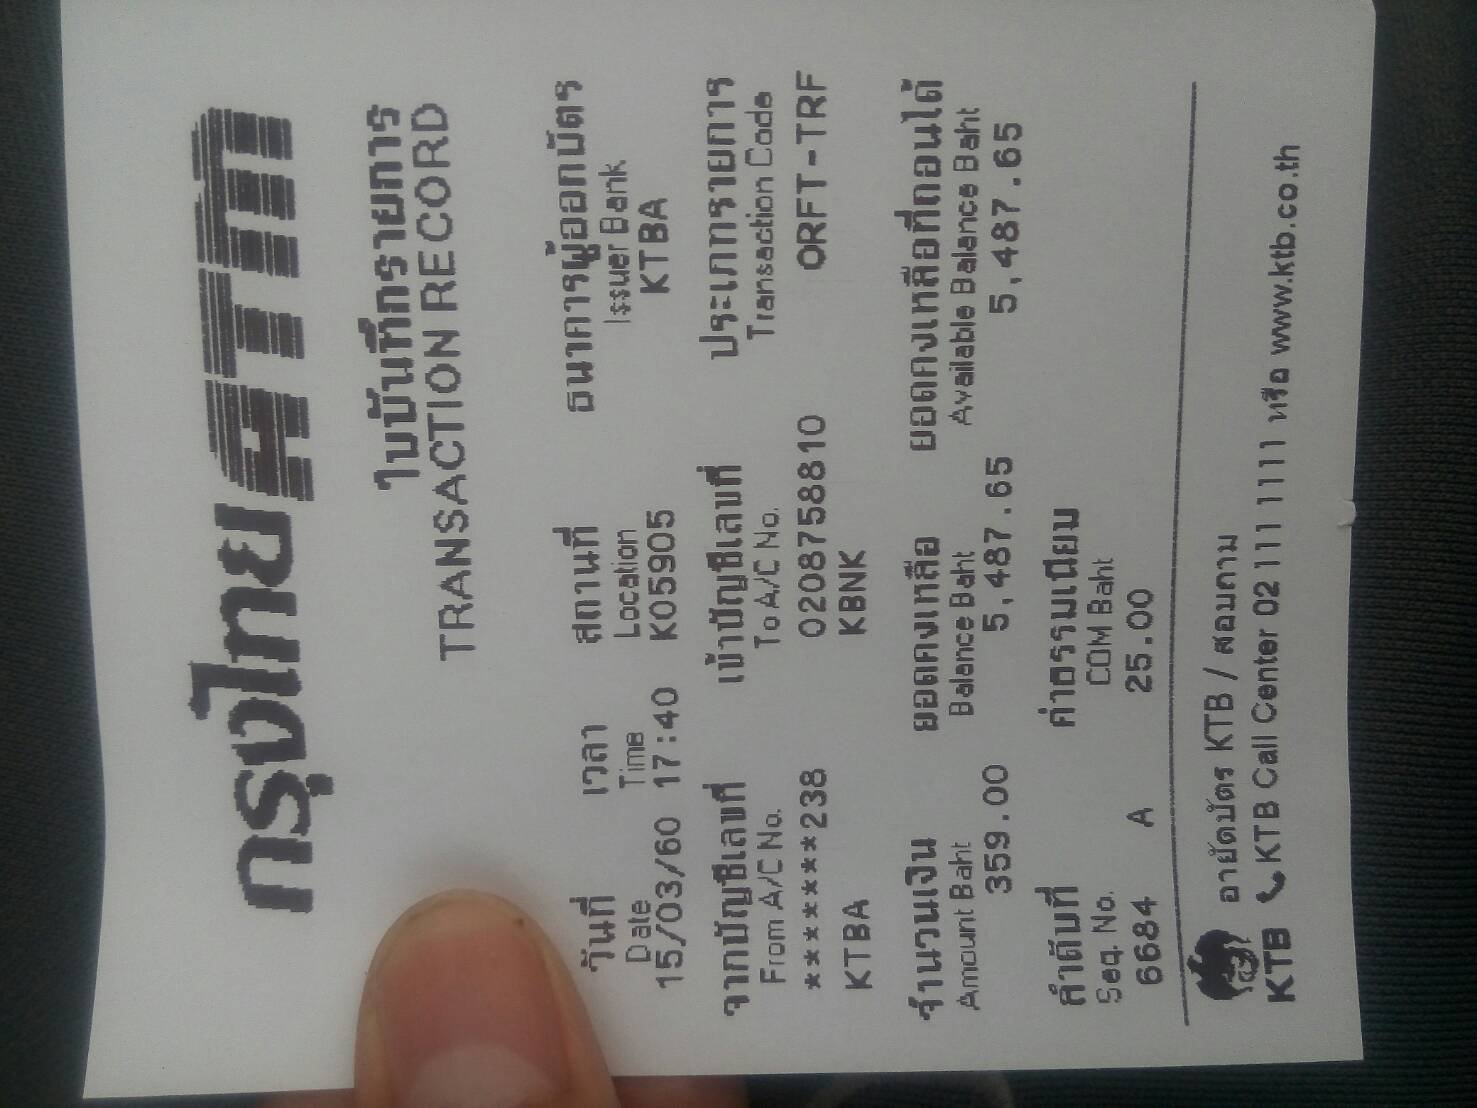 กรุงไทย ATM
ใบบันทึกรายการ
TRANSACTION RECORD
วันที่ เวลา สถานที่ ธนาคารผู้ออกบัตร
Date Time Location Issuer Bank
15/03/60 17:40 K05905 KTBA
จากบัญชีเลขที่ เข้าบัญชีเลขที่ ประเภทรายการ
From A/C No. To A/C No. Transaction Code
*******238 0208758810 ORFT-TRF
KTBA KBNK
จำนวนเงิน ยอดคงเหลือ ยอดคงเหลือที่ถอนได้
Amount Baht Balance Baht Available Balance Baht
359.00 5,487.65 5,487.65
ลำดับที่ ค่าธรรมเนียม
Seq. No. COM Baht
6684 A 25.00
อายัดบัตร KTB / สอบถาม
KTB KTB Call Center 02 111 1111 หรือ www.ktb.co.th